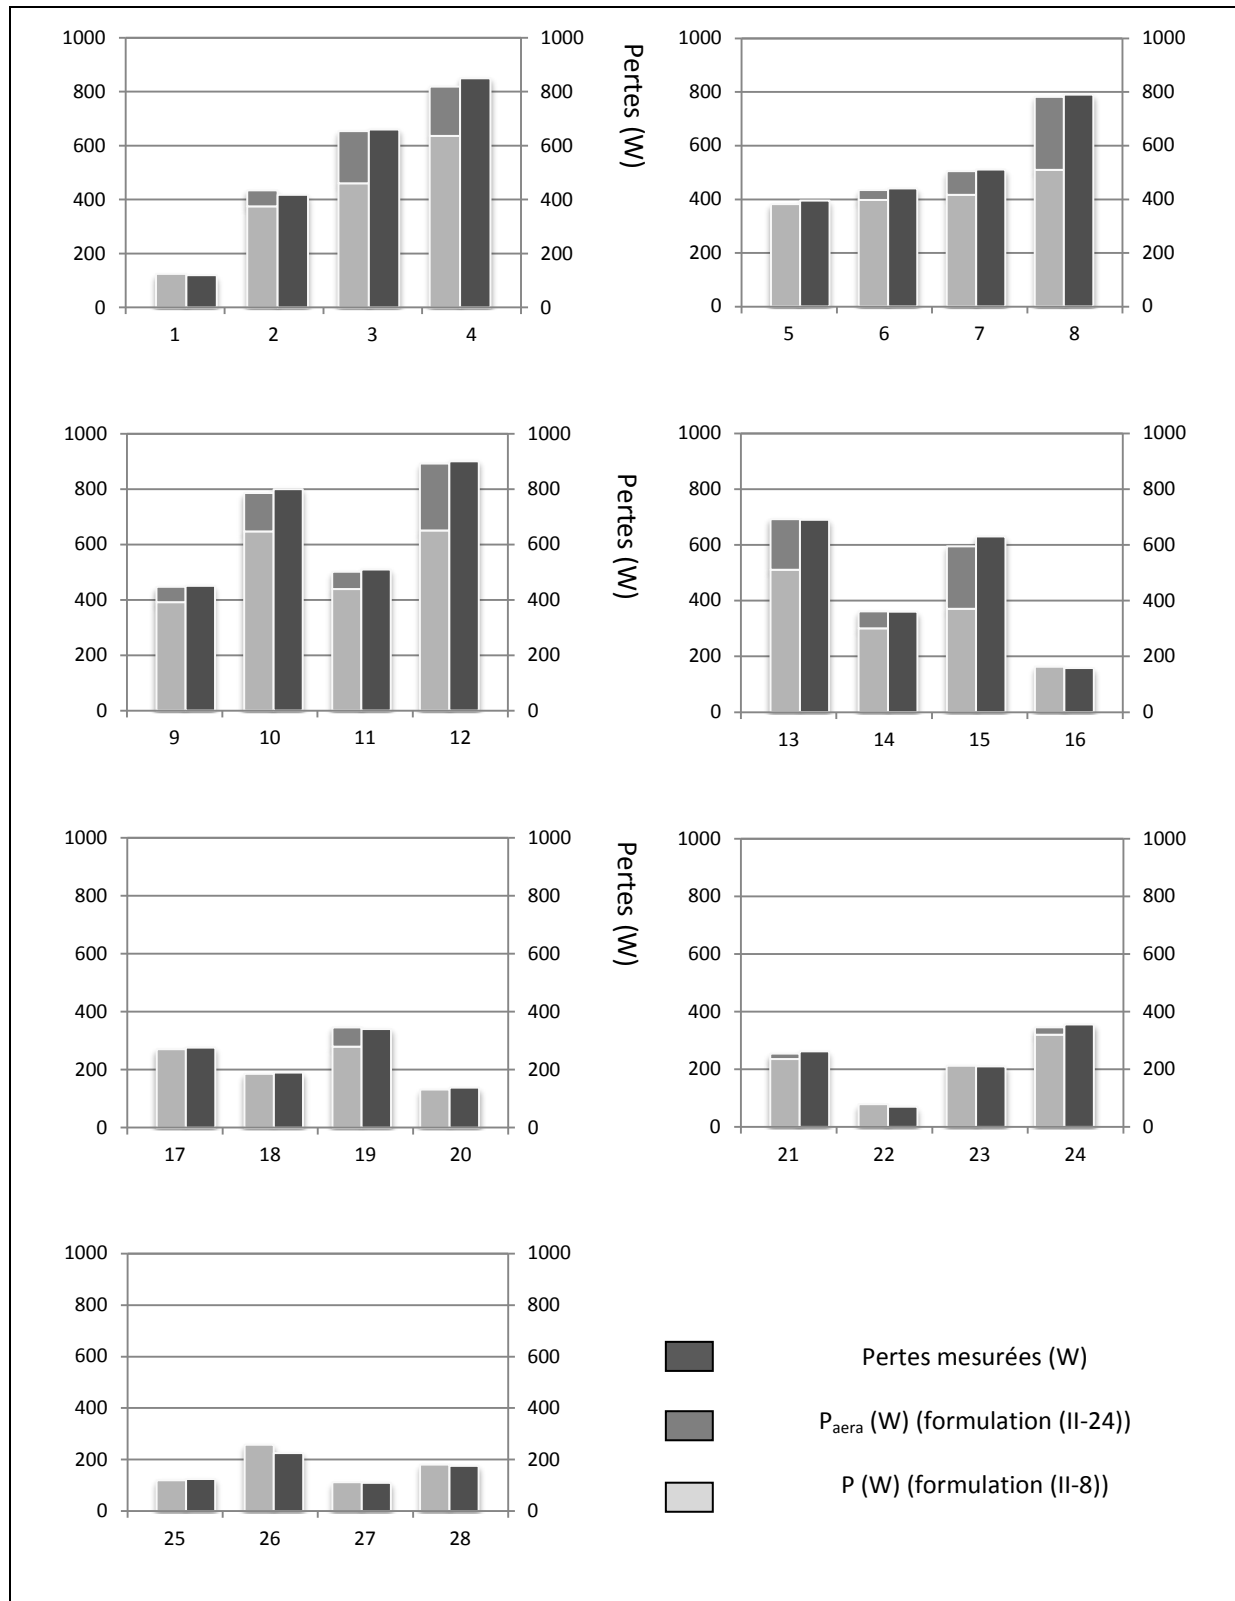 1000 1000 1000 1000
800 800 800 800
600 600 600 600
400 400 400 400
200 200 200 200
0 0 0 0
Pertes (W)
1 2 3 4 5 6 7 8
1000 1000 1000 1000
800 800 800 800
600 600 600 600
400 400 400 400
200 200 200 200
0 0 0 0
Pertes (W)
9 10 11 12 13 14 15 16
1000 1000 1000 1000
800 800 800 800
600 600 600 600
400 400 400 400
200 200 200 200
0 0 0 0
Pertes (W)
17 18 19 20 21 22 23 24
1000 1000
800 800
600 600
400 400
200 200
0 0
25 26 27 28
Pertes mesurées (W)
Paera (W) (formulation (II-24))
P (W) (formulation (II-8))